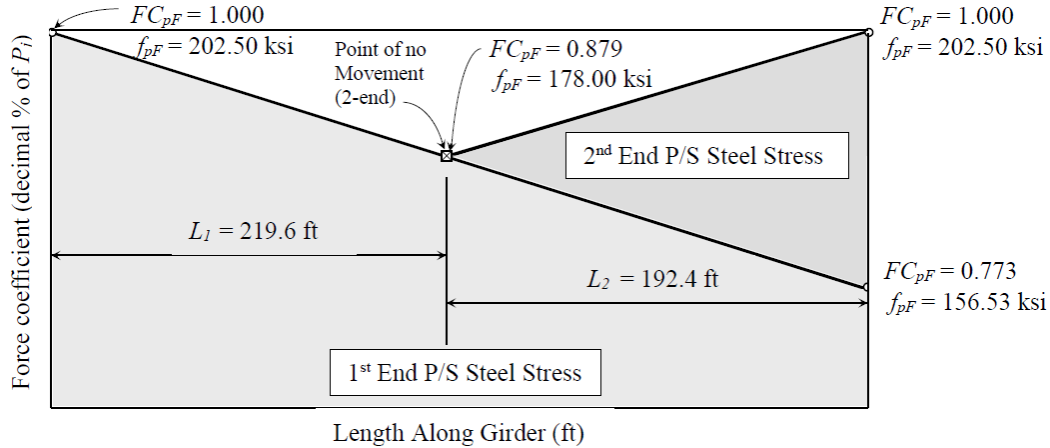 FCpF = 1.000
fpF = 202.50 ksi
Point of no
Movement
(2-end)
FCpF = 0.879
fpF = 178.00 ksi
FCpF = 1.000
fpF = 202.50 ksi
2nd End P/S Steel Stress
L1 = 219.6 ft
L2 = 192.4 ft
FCpF = 0.773
fpF = 156.53 ksi
1st End P/S Steel Stress
Force coefficient (decimal % of Pi)
Length Along Girder (ft)